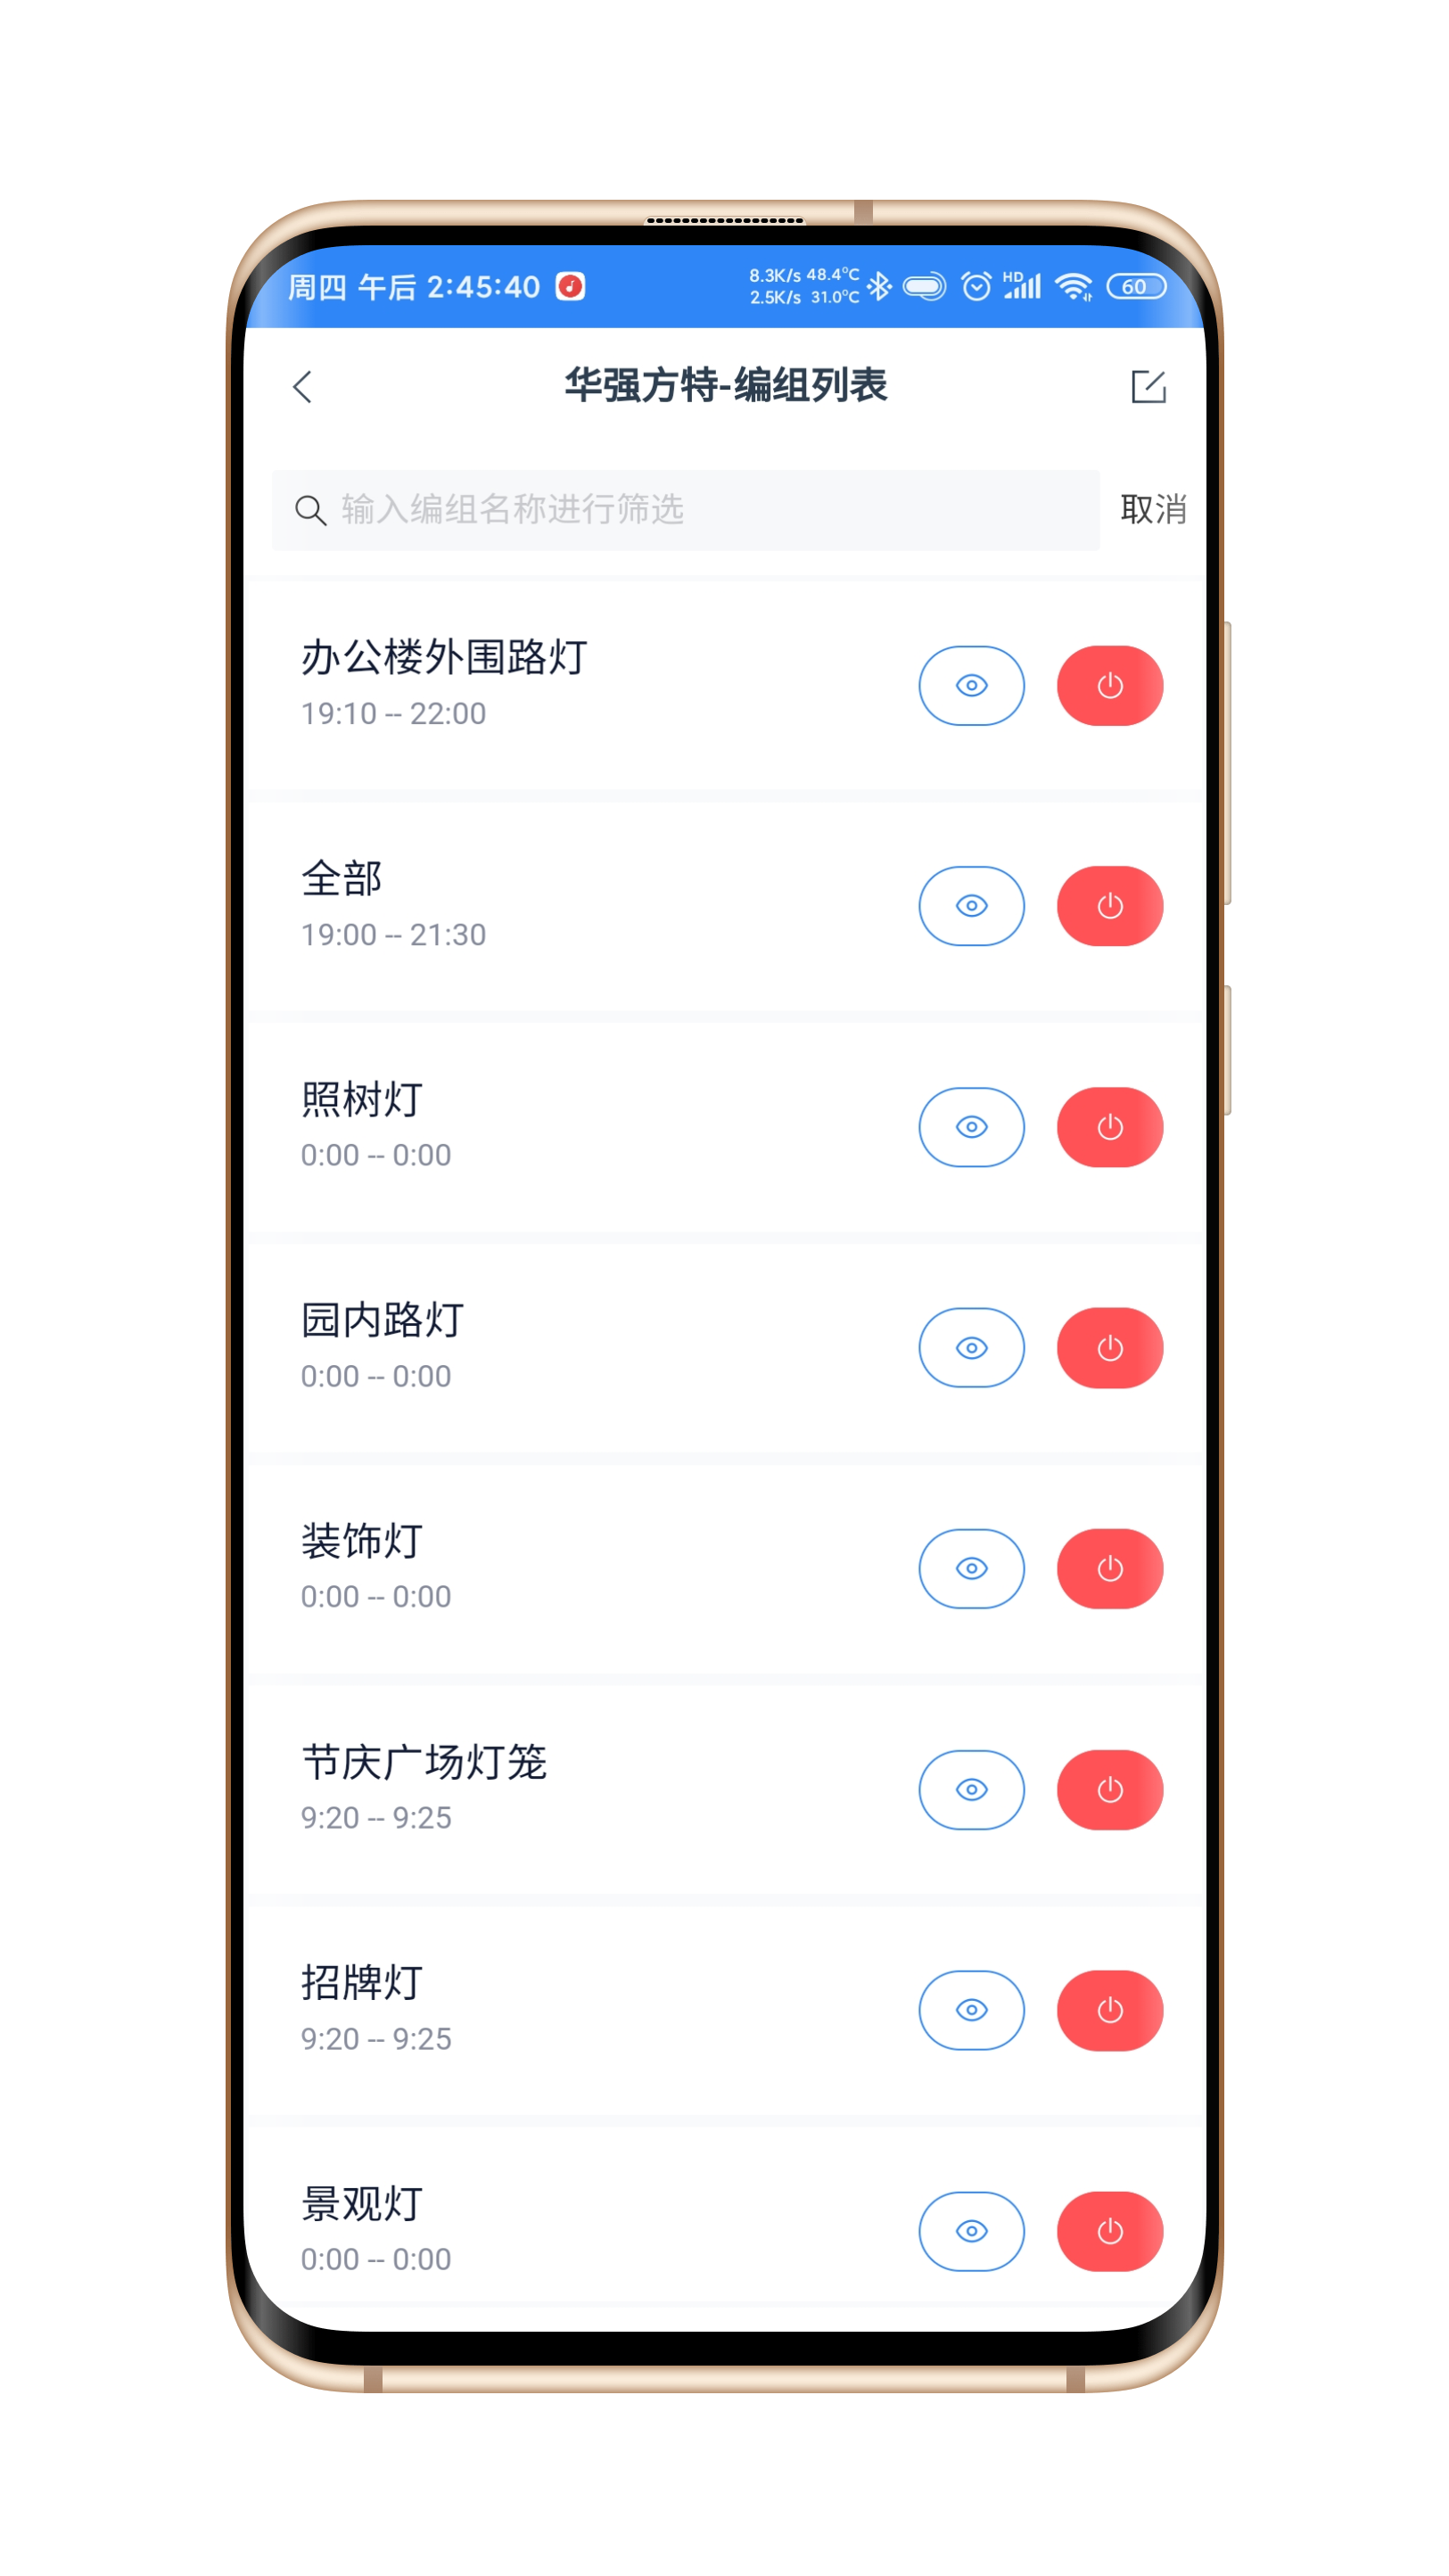 周四 午后 2:45:40
8.3K/s 48.4°C
2.5K/s 31.0°C
HD
60
华强方特-编组列表
输入编组名称进行筛选
取消
办公楼外围路灯
19:10 -- 22:00
全部
19:00 -- 21:30
照树灯
0:00 -- 0:00
园内路灯
0:00 -- 0:00
装饰灯
0:00 -- 0:00
节庆广场灯笼
9:20 -- 9:25
招牌灯
9:20 -- 9:25
景观灯
0:00 -- 0:00